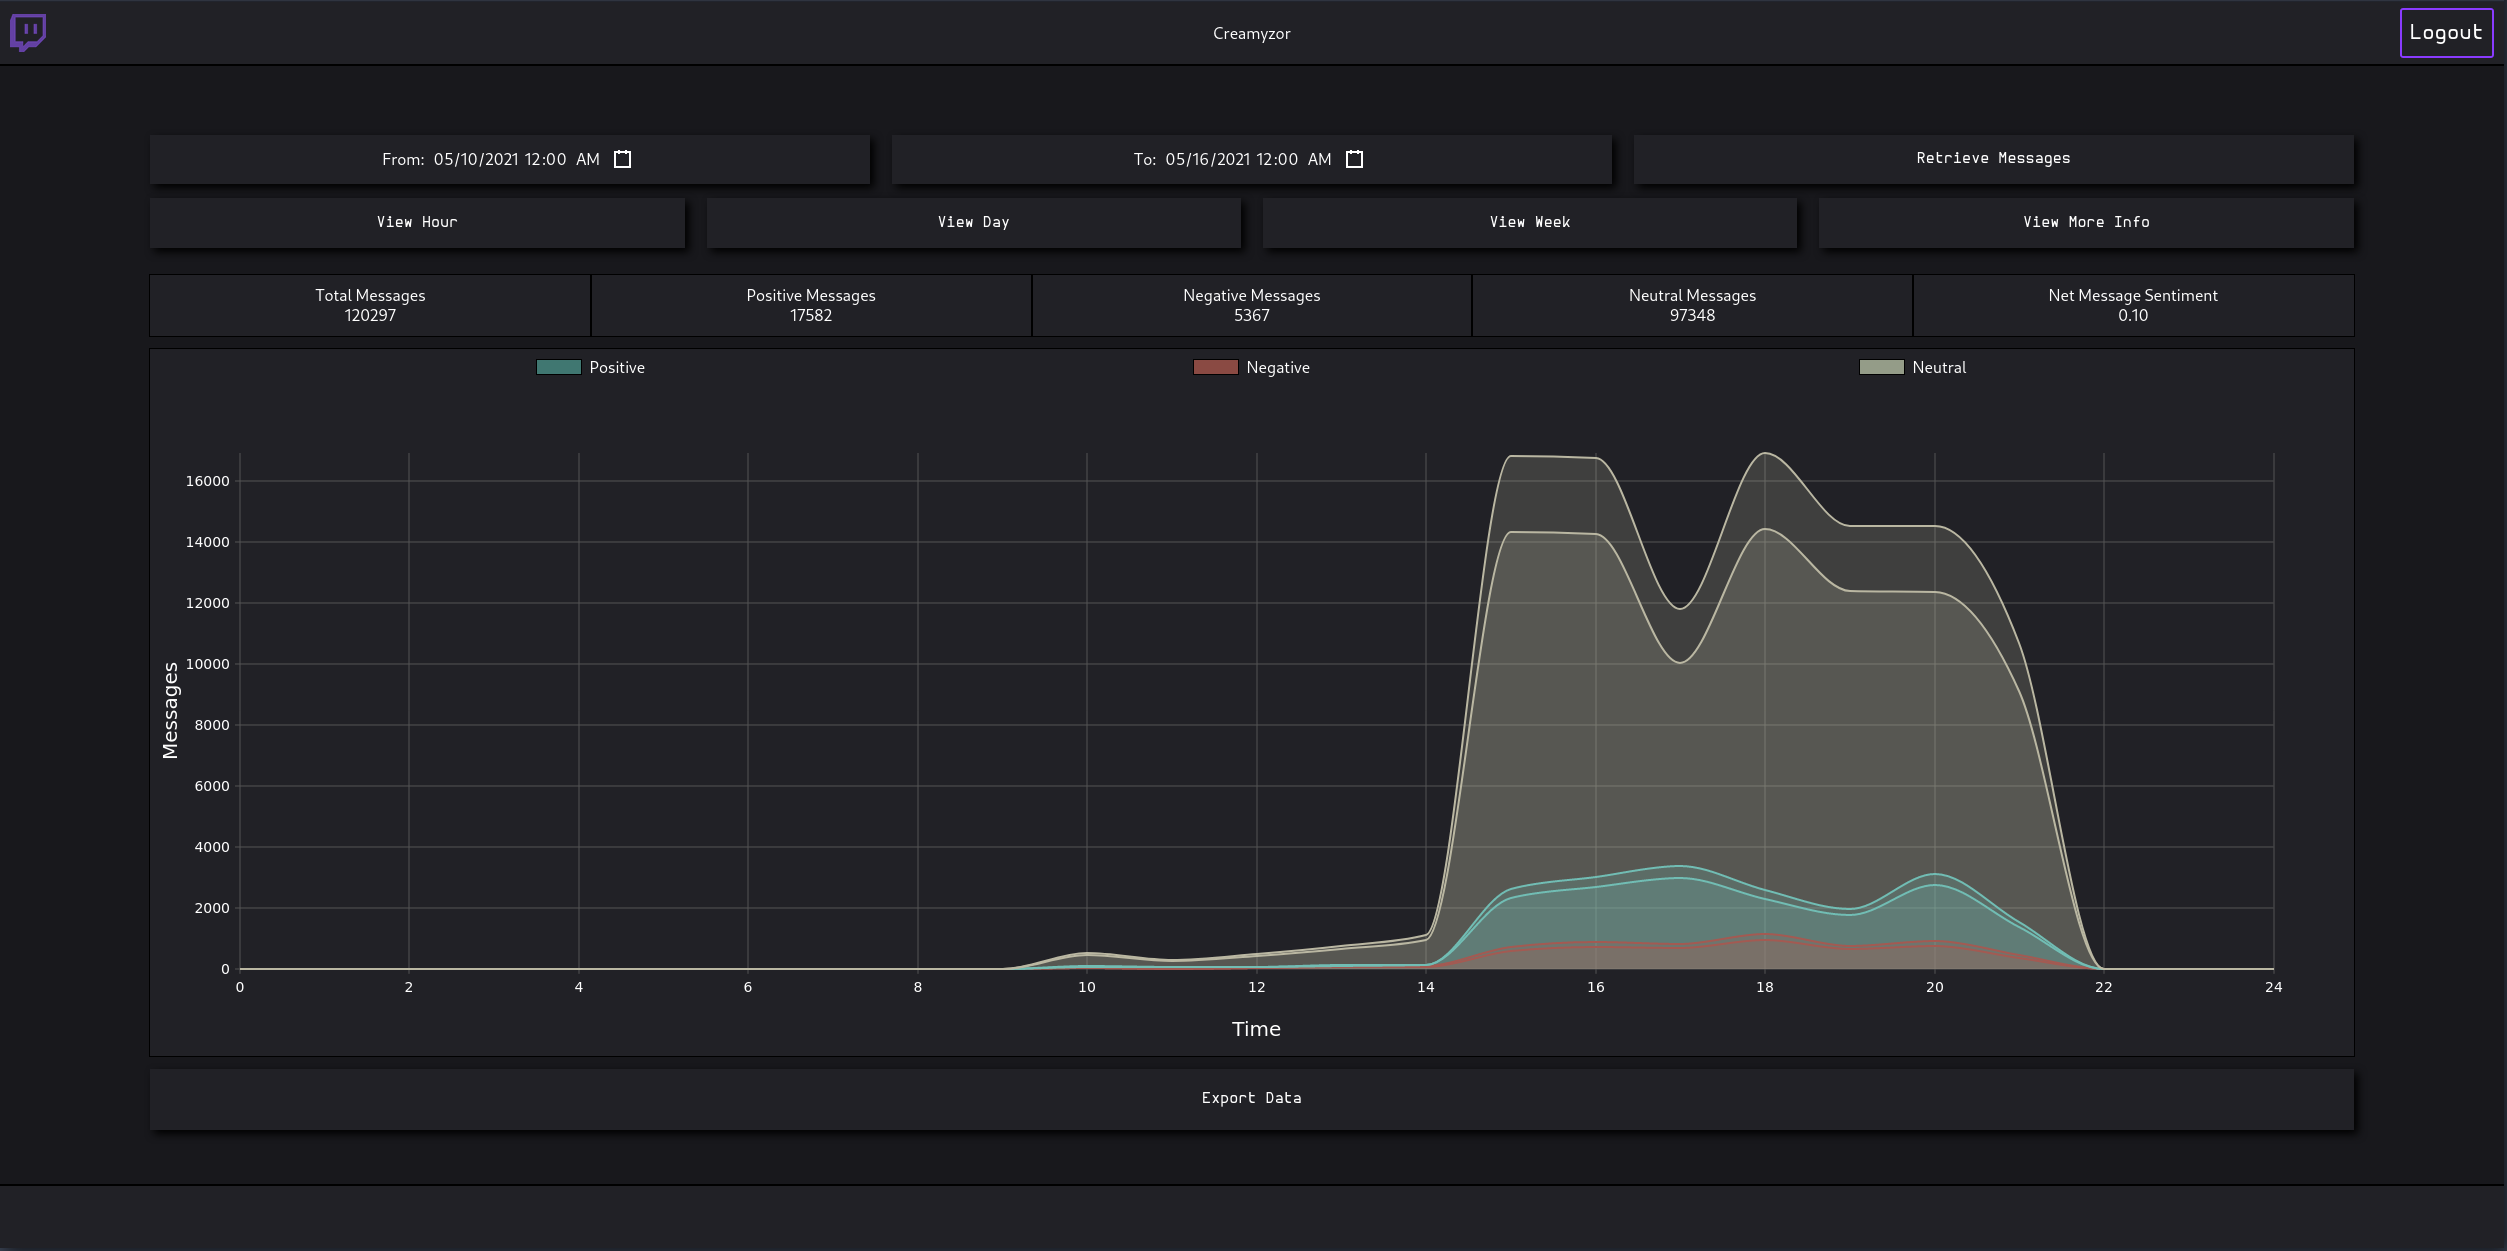 Creamyzor
Logout
From: 05/10/2021 12:00 AM
To: 05/16/2021 12:00 AM
Retrieve Messages
View Hour
View Day
View Week
View More Info
Total Messages
120297
Positive Messages
17582
Negative Messages
5367
Neutral Messages
97348
Net Message Sentiment
0.10
Positive
Negative
Neutral
Messages
16000
14000
12000
10000
8000
6000
4000
2000
0
0 2 4 6 8 10 12 14 16 18 20 22 24
Time
Export Data